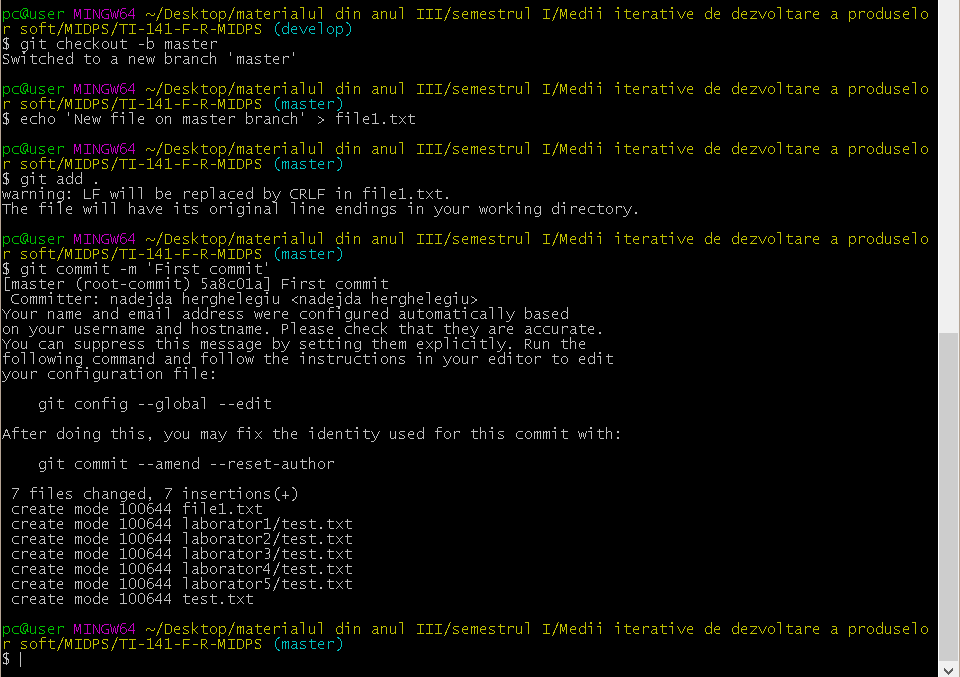 pc@user MINGW64 ~/Desktop/materialul din anul III/semestrul I/Medii iterative de dezvoltare a produselo
r soft/MIDPS/TI-141-F-R-MIDPS (develop)
$ git checkout -b master
Switched to a new branch 'master'
pc@user MINGW64 ~/Desktop/materialul din anul III/semestrul I/Medii iterative de dezvoltare a produselo
r soft/MIDPS/TI-141-F-R-MIDPS (master)
$ echo 'New file on master branch' > file1.txt
pc@user MINGW64 ~/Desktop/materialul din anul III/semestrul I/Medii iterative de dezvoltare a produselo
r soft/MIDPS/TI-141-F-R-MIDPS (master)
$ git add .
warning: LF will be replaced by CRLF in file1.txt.
The file will have its original line endings in your working directory.
pc@user MINGW64 ~/Desktop/materialul din anul III/semestrul I/Medii iterative de dezvoltare a produselo
r soft/MIDPS/TI-141-F-R-MIDPS (master)
$ git commit -m 'First commit'
[master (root-commit) 5a8c01a] First commit
 Committer: nadejda herghelegiu <nadejda herghelegiu>
Your name and email address were configured automatically based
on your username and hostname. Please check that they are accurate.
You can suppress this message by setting them explicitly. Run the
following command and follow the instructions in your editor to edit
your configuration file:
    git config --global --edit
After doing this, you may fix the identity used for this commit with:
    git commit --amend --reset-author
 7 files changed, 7 insertions(+)
 create mode 100644 file1.txt
 create mode 100644 laborator1/test.txt
 create mode 100644 laborator2/test.txt
 create mode 100644 laborator3/test.txt
 create mode 100644 laborator4/test.txt
 create mode 100644 laborator5/test.txt
 create mode 100644 test.txt
pc@user MINGW64 ~/Desktop/materialul din anul III/semestrul I/Medii iterative de dezvoltare a produselo
r soft/MIDPS/TI-141-F-R-MIDPS (master)
$